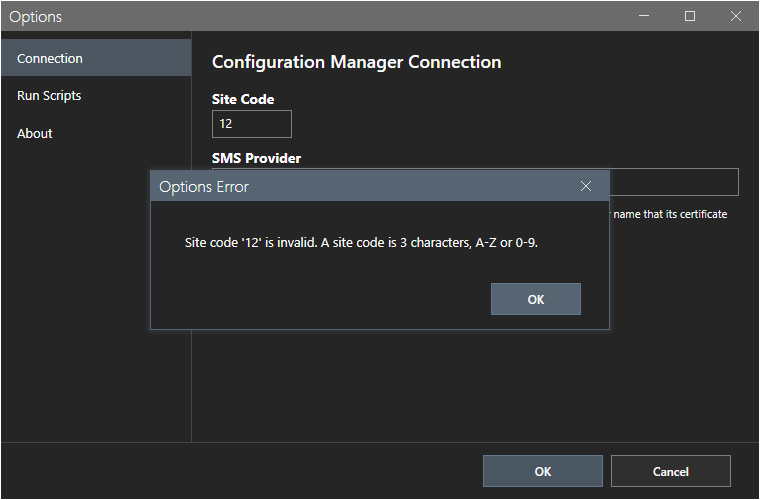 Options
Connection
Run Scripts
About
Configuration Manager Connection
Site Code
12
SMS Provider
Options Error
name that its certificate
Site code '12' is invalid. A site code is 3 characters, A-Z or 0-9.
OK
OK
Cancel